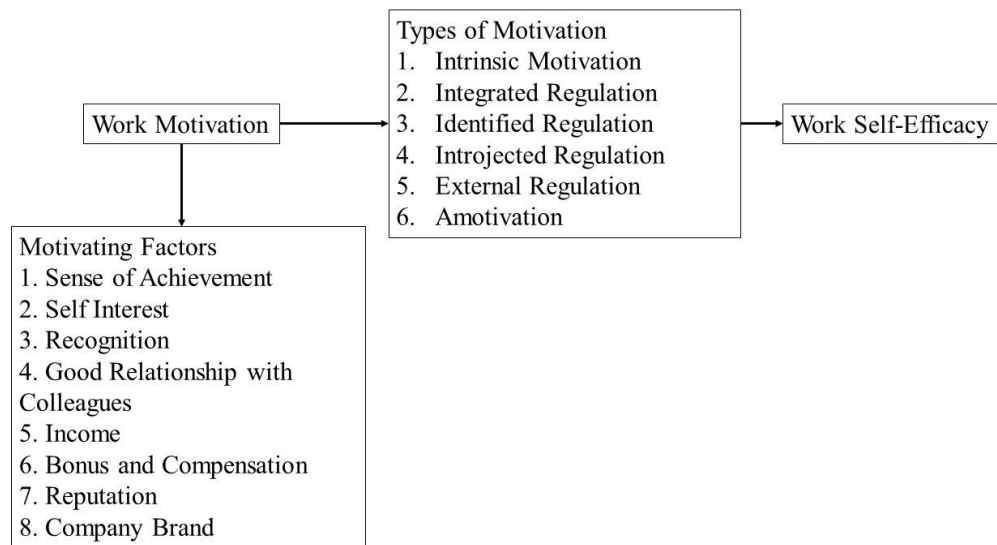 Work Motivation
Types of Motivation
1. Intrinsic Motivation
2. Integrated Regulation
3. Identified Regulation
4. Introjected Regulation
5. External Regulation
6. Amotivation
Work Self-Efficacy
Motivating Factors
1. Sense of Achievement
2. Self Interest
3. Recognition
4. Good Relationship with
Colleagues
5. Income
6. Bonus and Compensation
7. Reputation
8. Company Brand